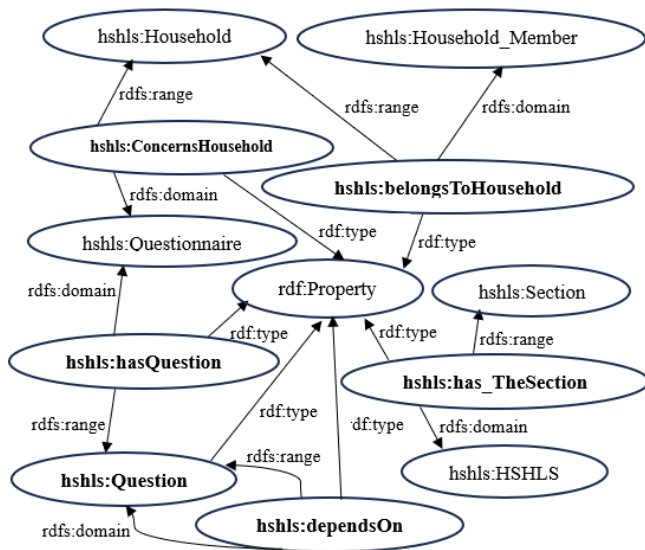 hshls:Household
hshls:Household_Member
rdfs:range
rdfs:range
rdfs:domain
hshls:ConcernsHousehold
rdfs:domain
hshls:belongsToHousehold
rdf:type
rdf:type
hshls:Questionnaire
rdf:Property
hshls:Section
rdfs:domain
rdf:type
rdf:type
rdfs:range
hshls:hasQuestion
hshls:has_TheSection
rdfs:range
rdf:type
df:type
rdfs:domain
rdfs:range
hshls:Question
hshls:HSHLS
hshls:dependsOn
rdfs:domain